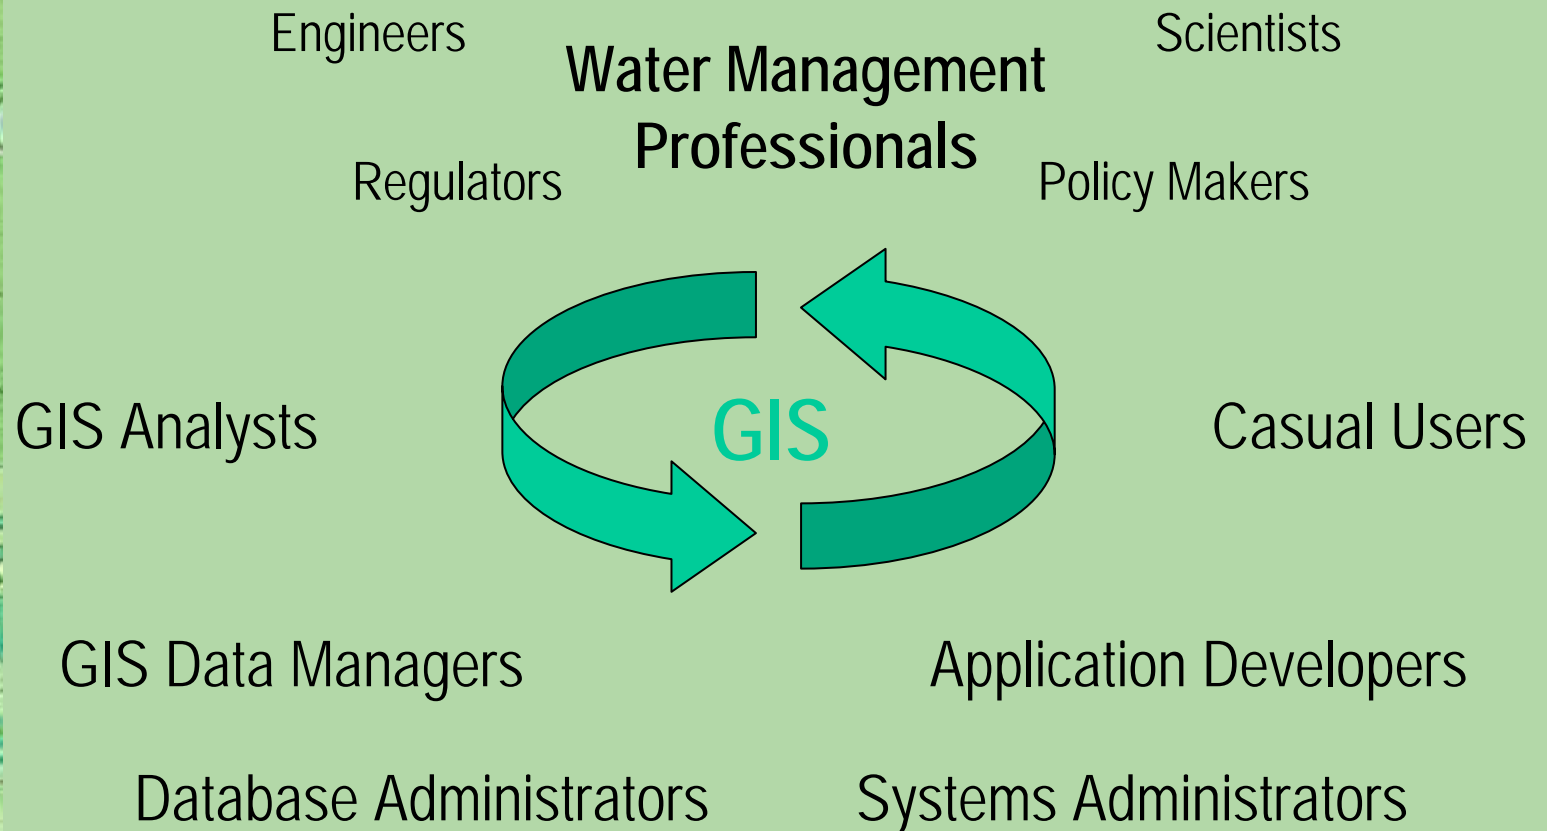 Engineers
Scientists
Water Management
Professionals
Regulators
Policy Makers
GIS Analysts
GIS
Casual Users
GIS Data Managers
Application Developers
Database Administrators
Systems Administrators